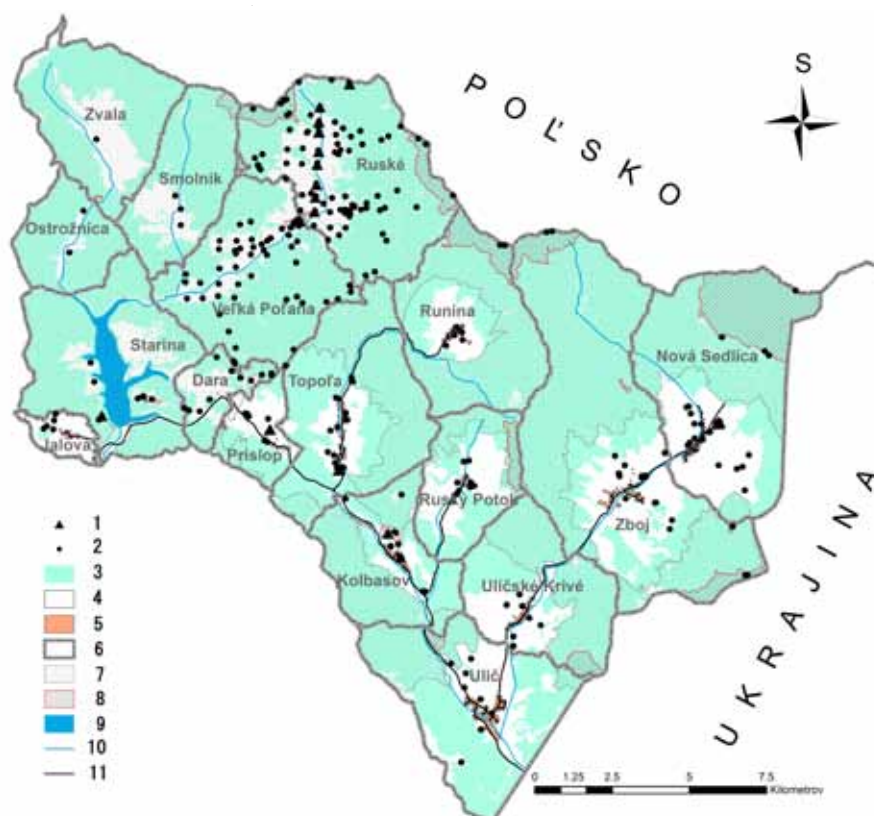 S
POĽSKO
Zvala
Smolník
Ruské
Ostrožnica
Veľká Poľana
Runina
Starina
Nová Sedlica
Dara
Topoľa
Jalová
Príslop
Ruský Potok
Zboj
Kolbasov
Uličské Krivé
Ulič
UKRAJINA
1
2
3
4
5
6
7
8
9
10
11
0 1.25 2.5 5 7.5
Kilometrov